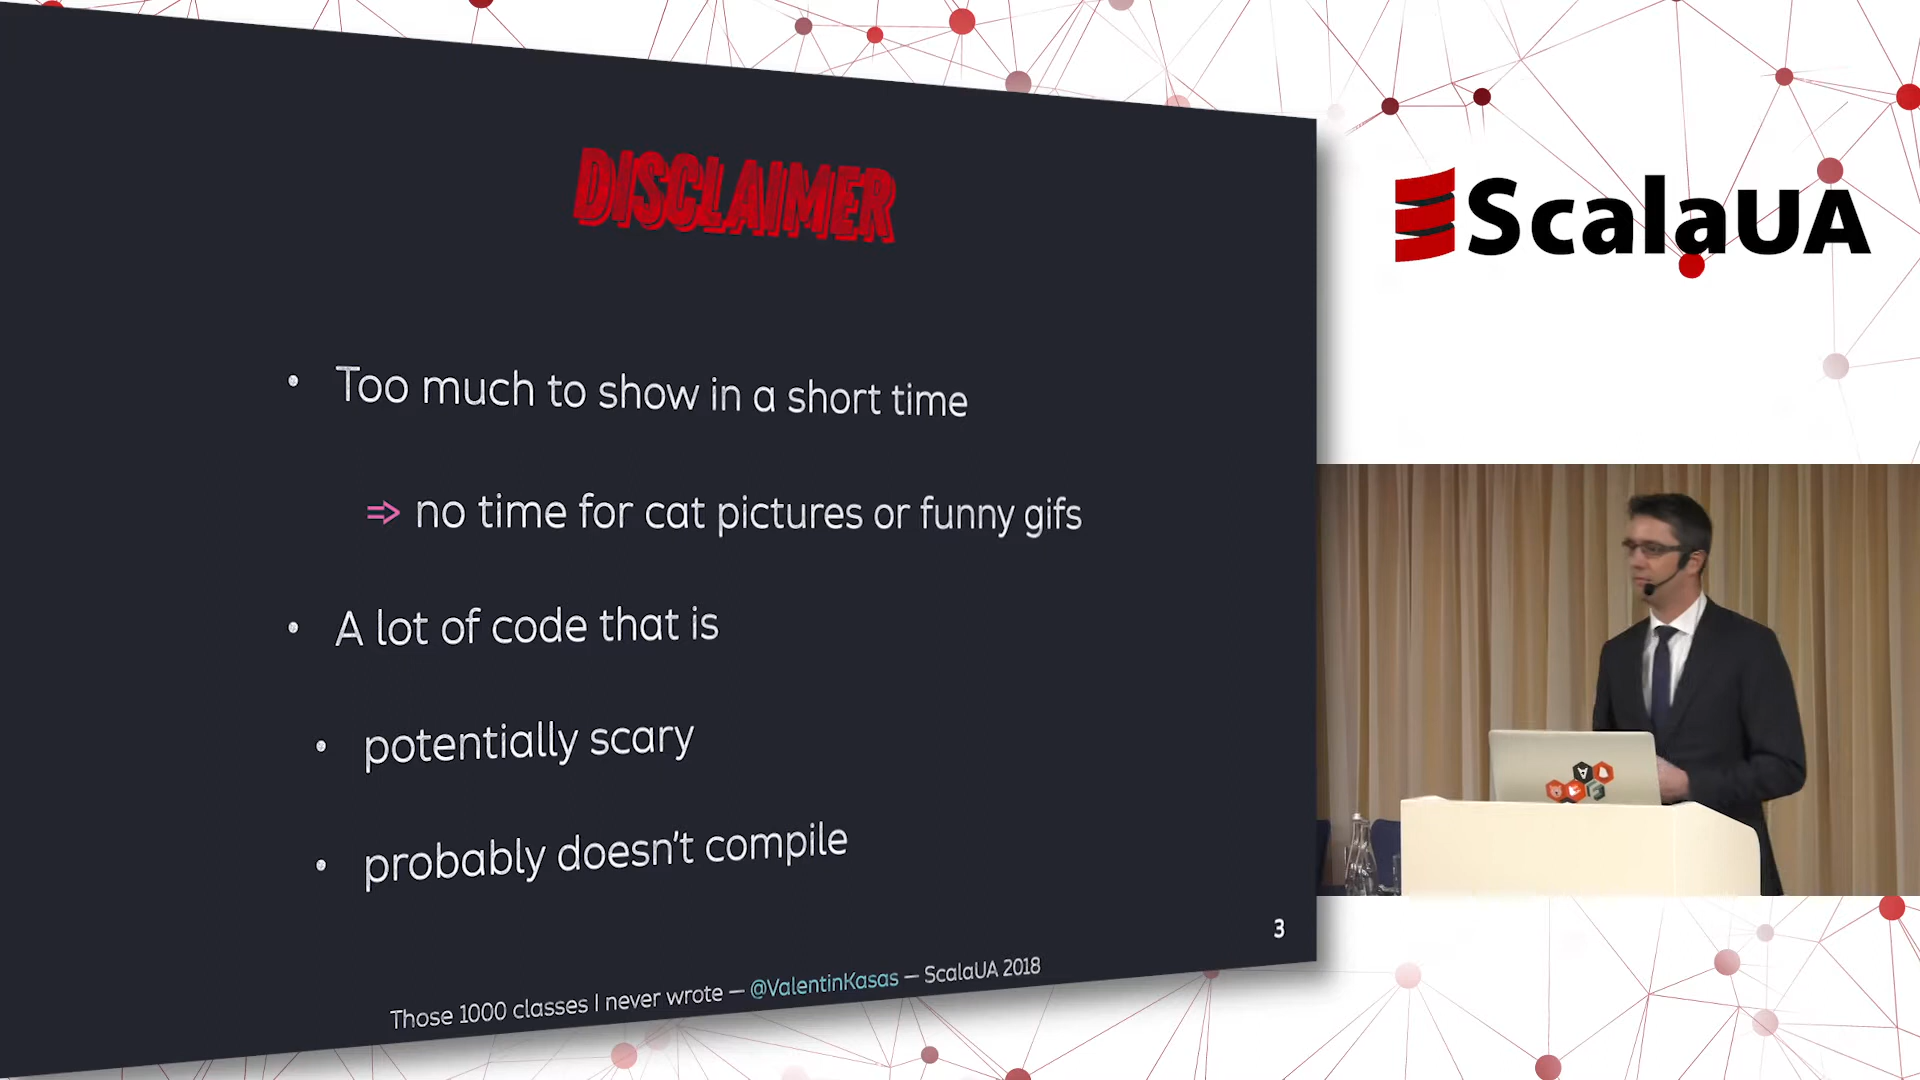 DISCLAIMER
• Too much to show in a short time
⇒ no time for cat pictures or funny gifs
• A lot of code that is
• potentially scary
• probably doesn't compile
3
Those 1000 classes I never wrote — @ValentinKasas — ScalaUA 2018
ScalaUA